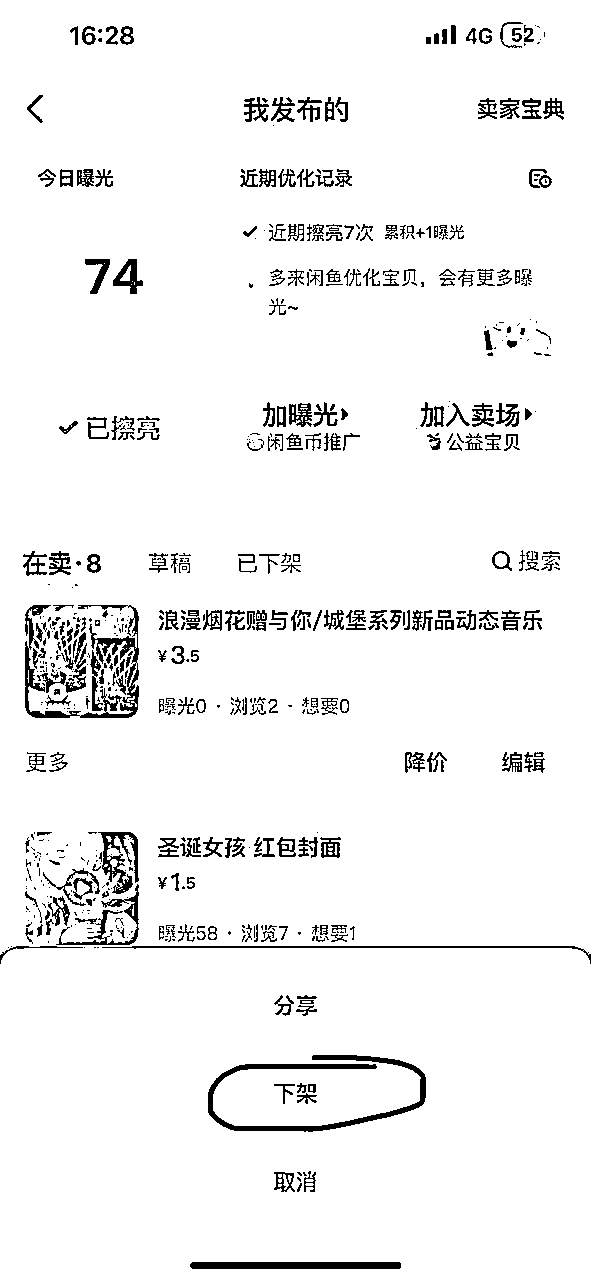 16:28
4G 52
我发布的
卖家宝典
今日曝光
近期优化记录
74
近期擦亮7次 累积+1曝光
多来闲鱼优化宝贝，会有更多曝
光~
已擦亮
加曝光
闲鱼币推广
加入卖场
公益宝贝
在卖·8
草稿
已下架
搜索
浪漫烟花赠与你/城堡系列新品动态音乐
¥3.5
曝光0 · 浏览2 · 想要0
更多
降价
编辑
圣诞女孩 红包封面
¥1.5
曝光58 · 浏览7 · 想要1
分享
下架
取消